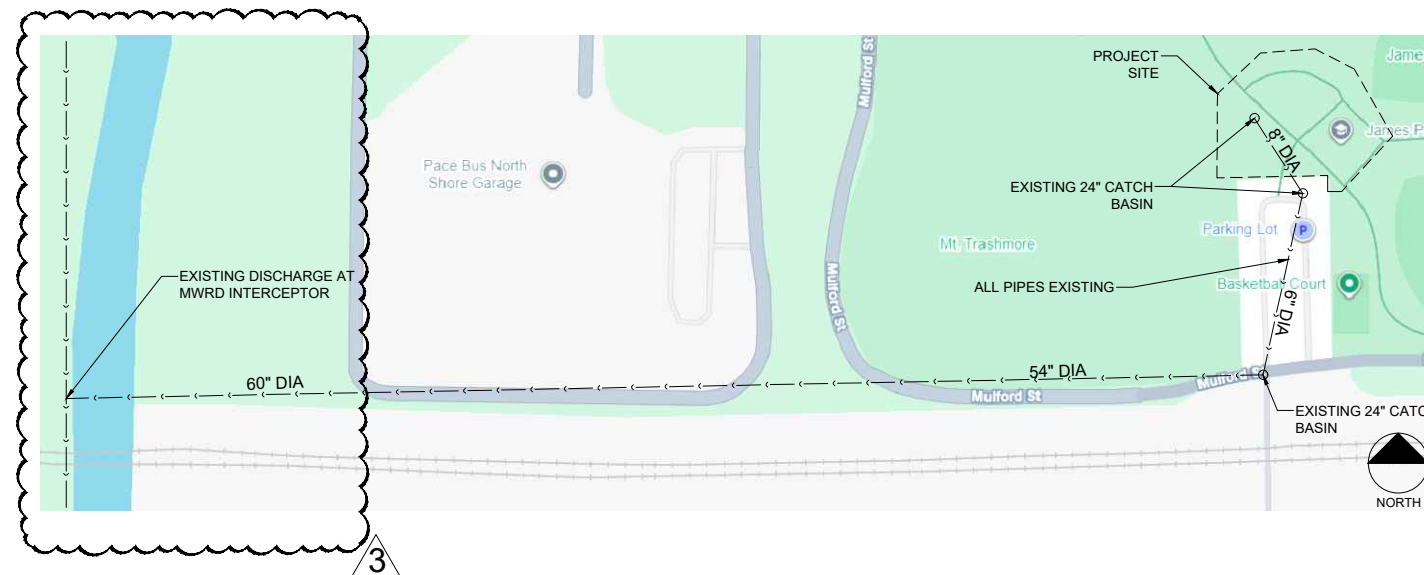 PROJECT
SITE
Jame
James P
8" DIA
EXISTING 24" CATCH
BASIN
Pace Bus North
Shore Garage
Mulford St
Mt. Trashmore
Parking Lot
P
ALL PIPES EXISTING
Basketball Court
6" DIA
EXISTING DISCHARGE AT
MWRD INTERCEPTOR
Mulford St
60" DIA
54" DIA
Mulford St
Mulford St
EXISTING 24" CATC
BASIN
NORTH
3